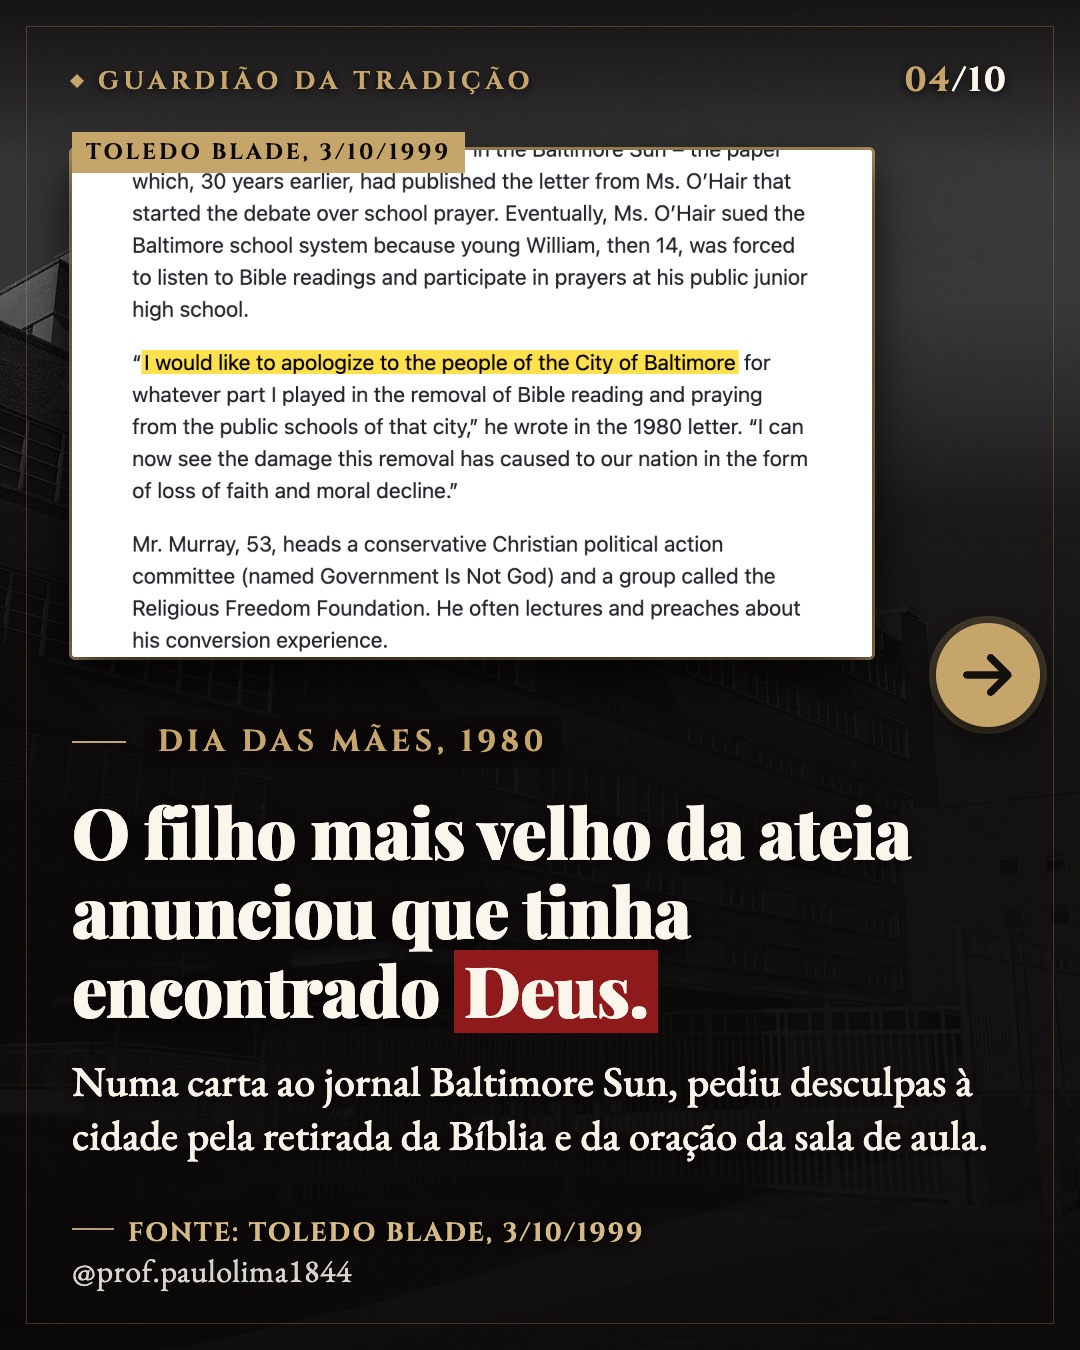 ◆ GUARDIÃO DA TRADIÇÃO
04/10
TOLEDO BLADE, 3/10/1999
in the Baltimore Sun – the paper
which, 30 years earlier, had published the letter from Ms. O’Hair that
started the debate over school prayer. Eventually, Ms. O’Hair sued the
Baltimore school system because young William, then 14, was forced
to listen to Bible readings and participate in prayers at his public junior
high school.
“I would like to apologize to the people of the City of Baltimore for
whatever part I played in the removal of Bible reading and praying
from the public schools of that city,” he wrote in the 1980 letter. “I can
now see the damage this removal has caused to our nation in the form
of loss of faith and moral decline.”
Mr. Murray, 53, heads a conservative Christian political action
committee (named Government Is Not God) and a group called the
Religious Freedom Foundation. He often lectures and preaches about
his conversion experience.
DIA DAS MÃES, 1980
O filho mais velho da ateia
anunciou que tinha
encontrado Deus.
Numa carta ao jornal Baltimore Sun, pediu desculpas à
cidade pela retirada da Bíblia e da oração da sala de aula.
FONTE: TOLEDO BLADE, 3/10/1999
@prof.paulolima1844